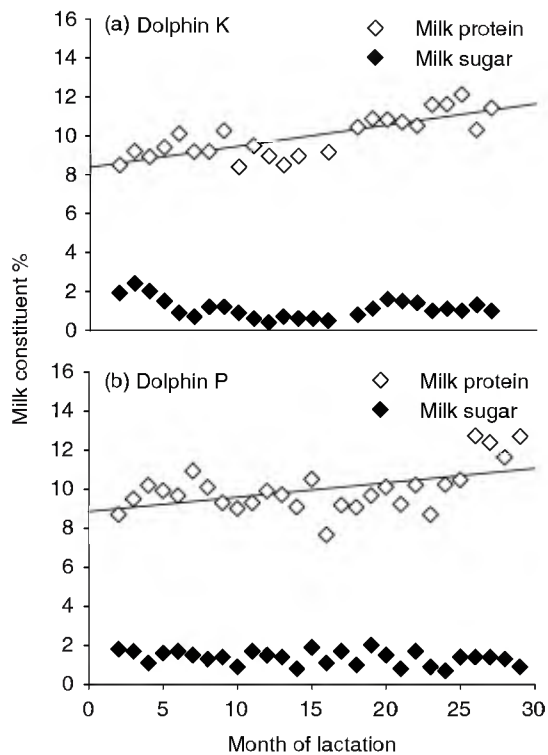 (a) Dolphin K
Milk protein
Milk sugar
16
14
12
10
8
6
4
2
0
Milk constituent %
(b) Dolphin P
Milk protein
Milk sugar
16
14
12
10
8
6
4
2
0
0 5 10 15 20 25 30
Month of lactation